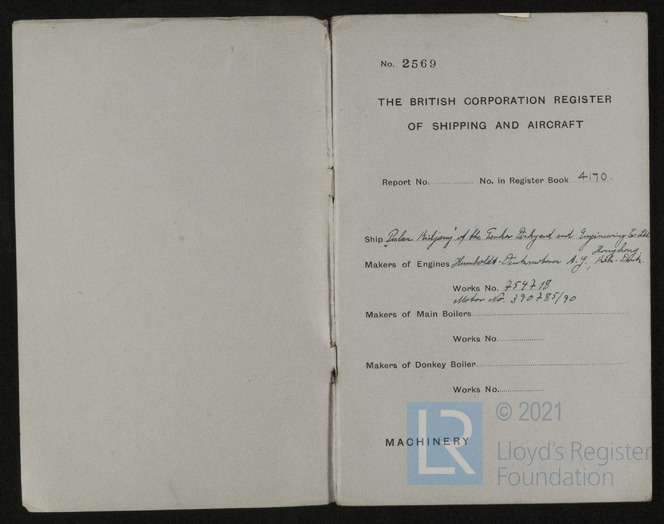 No. 2569
THE BRITISH CORPORATION REGISTER
OF SHIPPING AND AIRCRAFT
Report No. No. in Register Book 4170.
Ship of the Dockyard and Engineering Co. Ltd.
Hongkong
Makers of Engines Humboldt-Deutzmotoren A.G.,
Works No. 754718
Motor No. 390785/90
Makers of Main Boilers
Works No.
Makers of Donkey Boiler
Works No.
MACHINERY
LR
© 2021
Lloyd's Register
Foundation